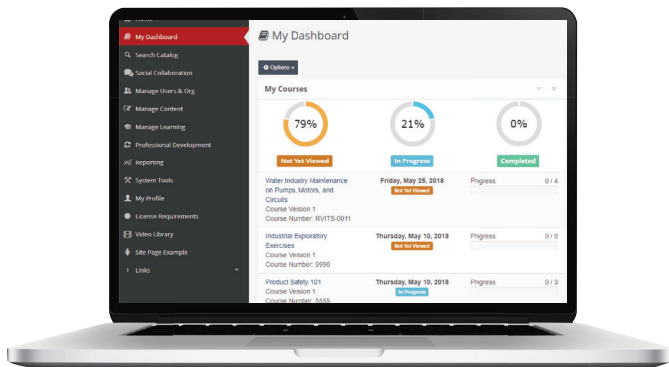 Home
My Dashboard
Search Catalog
Social Collaboration
Manage Users & Org
Manage Content
Manage Learning
Professional Development
Reporting
System Tools
My Profile
License Requirements
Video Library
Site Page Example
Links
My Dashboard
Options
My Courses
79%
21%
0%
Not Yet Viewed
In Progress
Completed
Water Industry Maintenance
on Pumps, Motors, and
Circuits
Course Version 1
Course Number: RVITS-0011
Friday, May 25, 2018
Not Yet Viewed
Progress
0 / 4
Industrial Exploratory
Exercises
Course Version 1
Course Number: 9990
Thursday, May 10, 2018
Not Yet Viewed
Progress
0 / 0
Product Safety 101
Course Version 1
Course Number: 5555
Thursday, May 10, 2018
In Progress
Progress
0 / 3